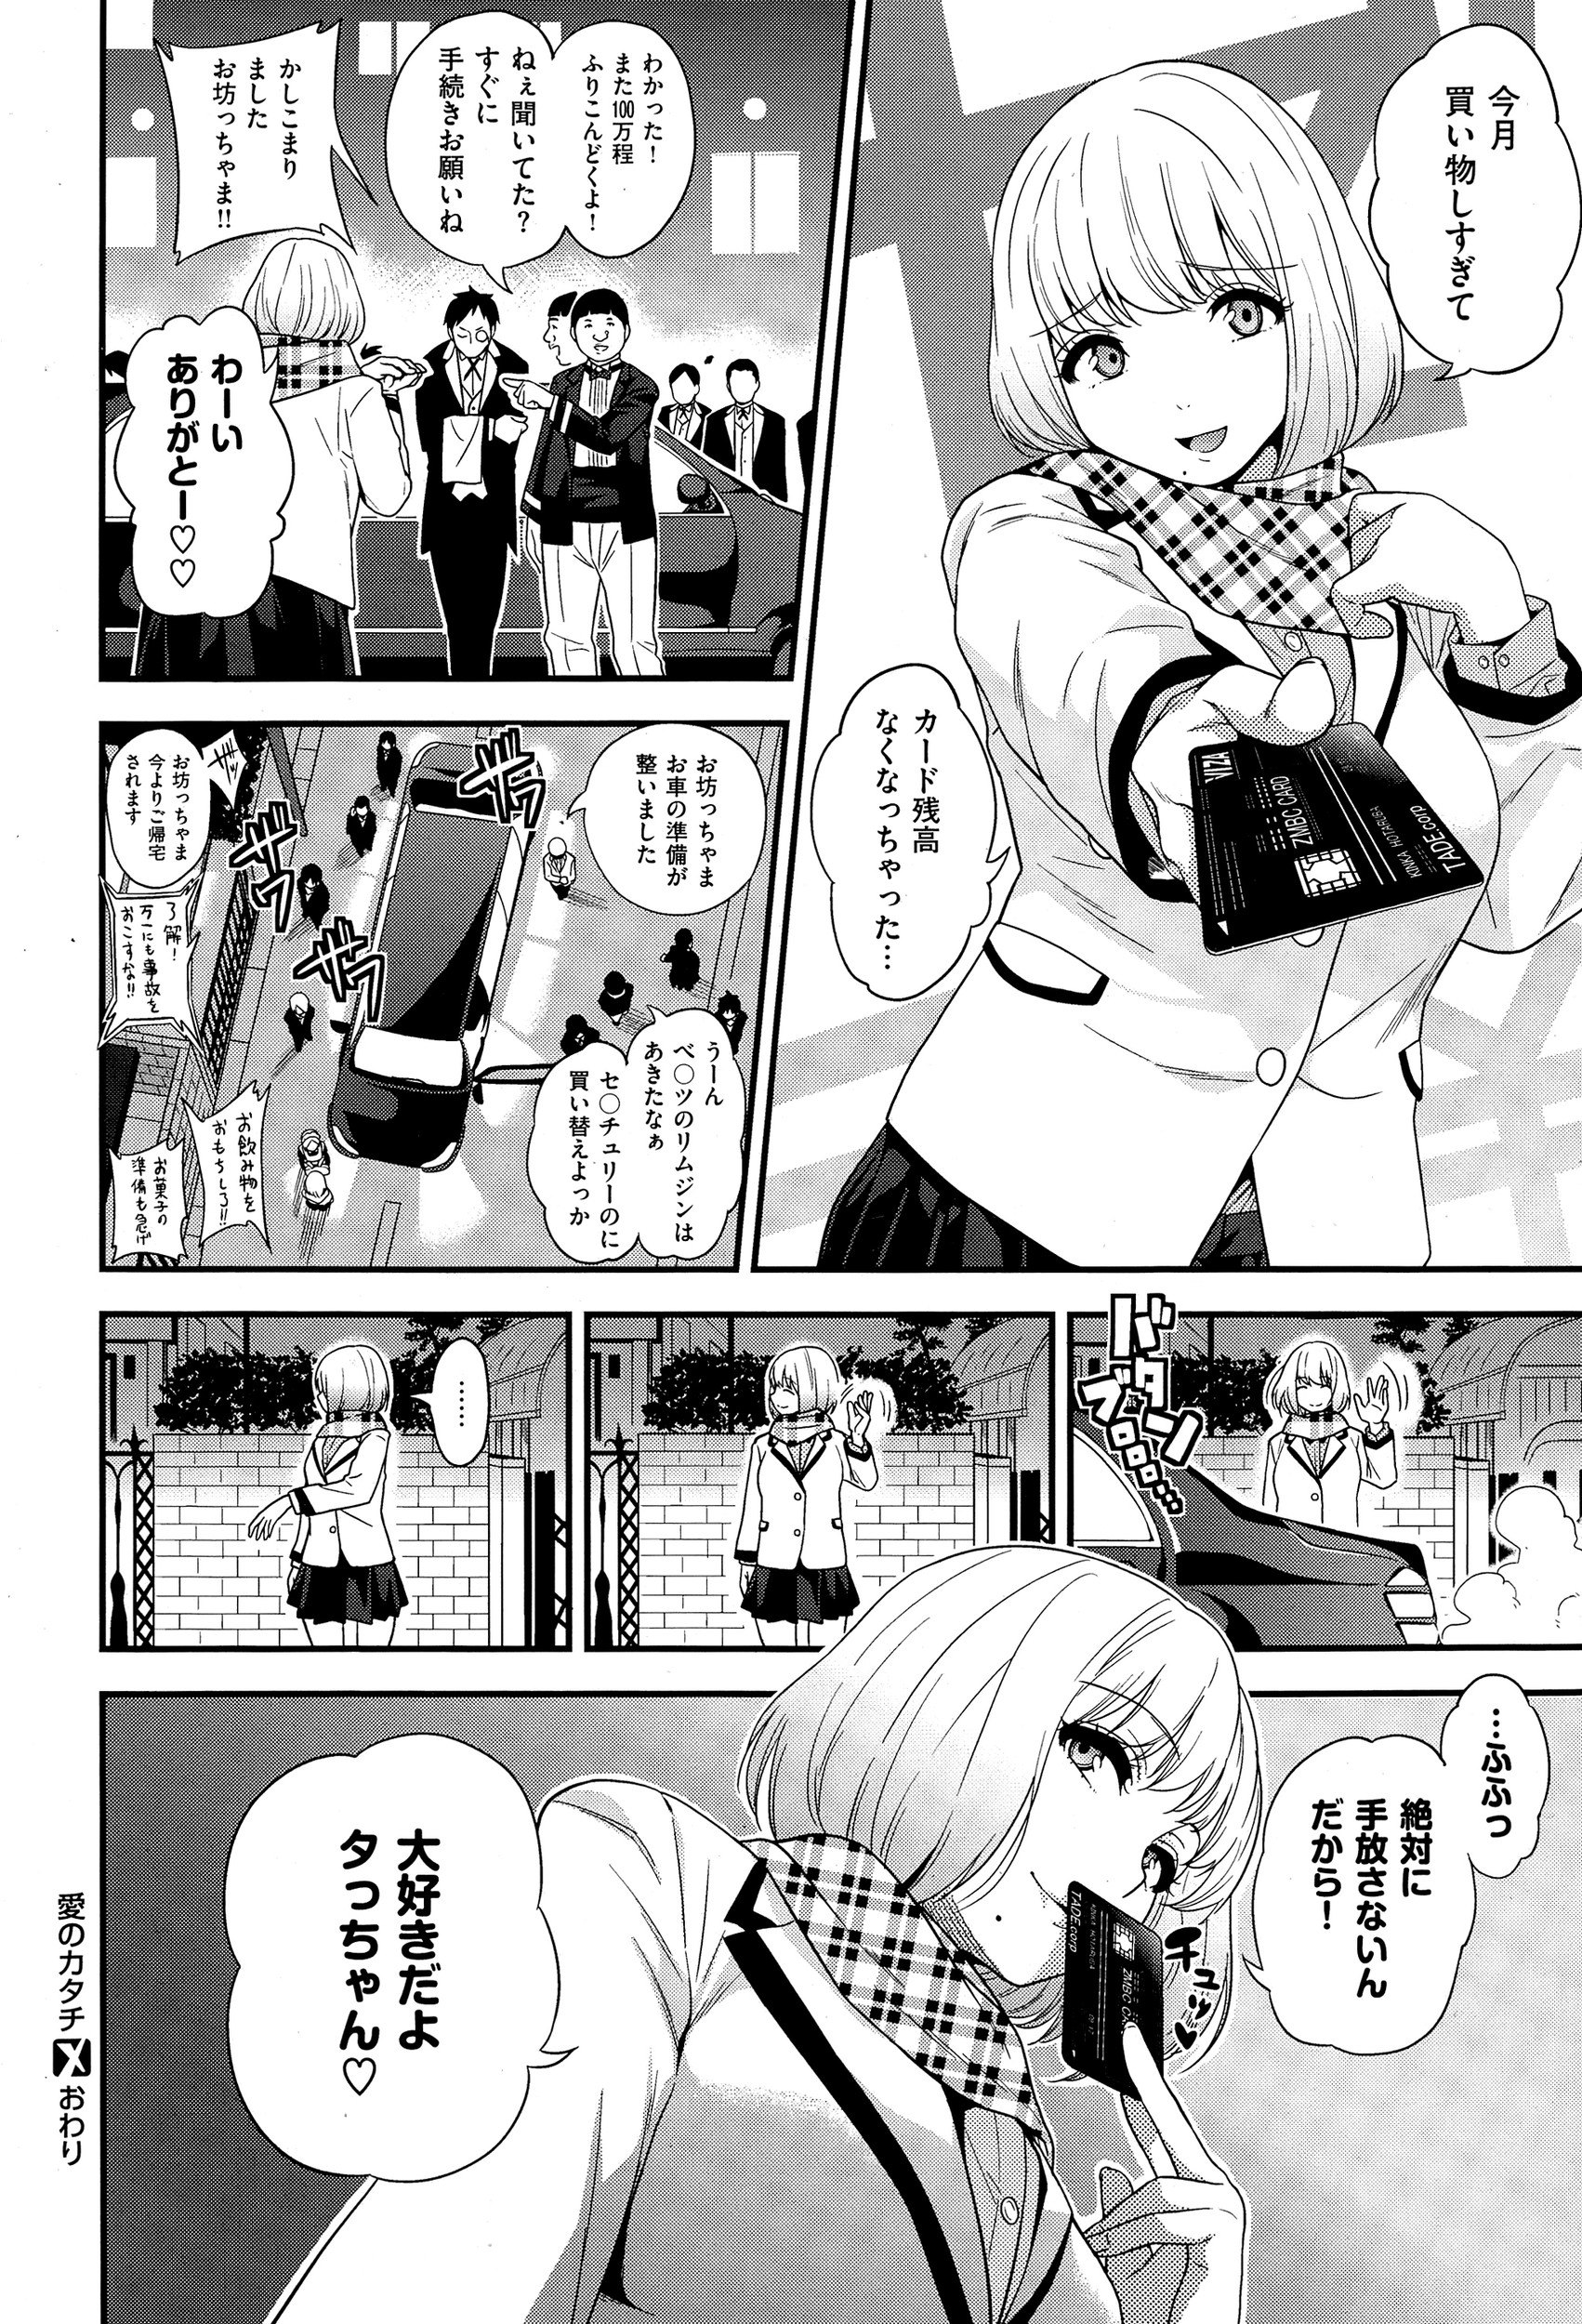 今月
買い物しすぎて
VIZA
ZMBC CARD
KINKA HOTARUGA
TADE.corp
カード残高
なくなっちゃった…
わかった！
また100万程
ふりこんどくよ！
ねぇ聞いてた？
すぐに
手続きお願いね
かしこまり
ました
お坊っちゃま!!
わーい
ありがとー♡♡
お坊っちゃま
お車の準備が
整いました
ザワ
ザワ
ザワ
お坊っちゃま
今よりご帰宅
されます
了解！
万一にも事故を
おこすな!!
うーん
ベ○ツのリムジンは
あきたなぁ
セ○チュリーのに
買い替えよっか
お飲み物を
おもちしろ!!
お菓子の
準備も急げ
バタン
ブロロロ…
……
…ふふっ
絶対に
手放さないん
だから！
チュッ♥
TADE.corp
ZMBC C
大好きだよ
タっちゃん♡
愛のカタチ X おわり